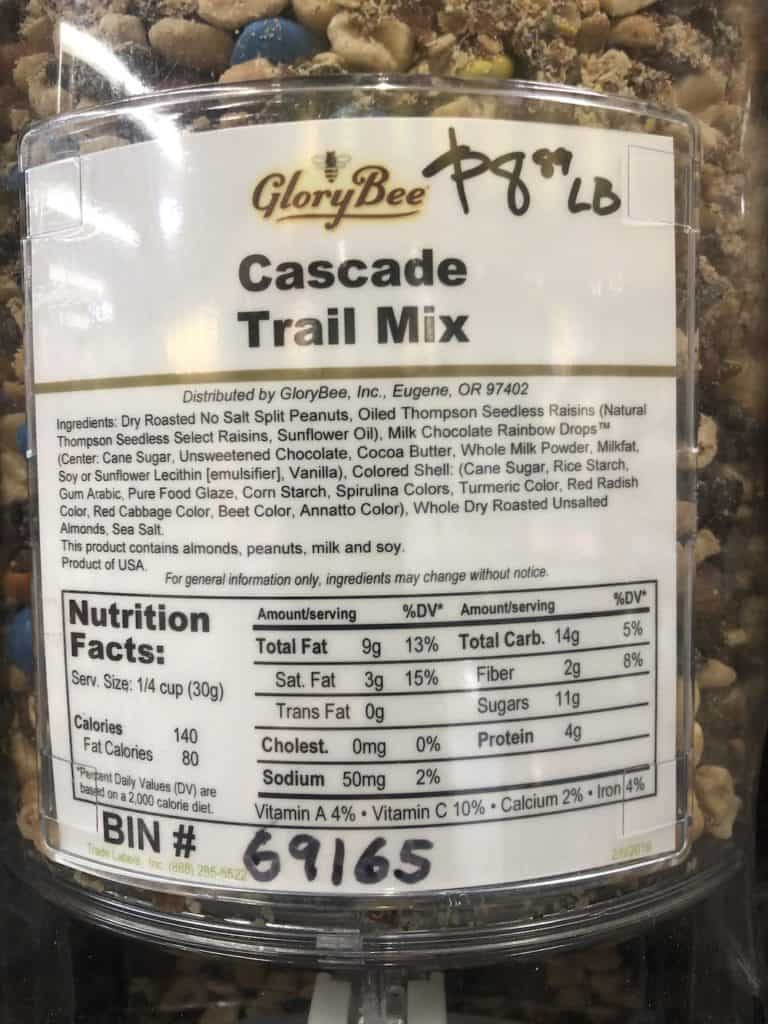 GloryBee
$8.99 LB
Cascade
Trail Mix
Distributed by GloryBee, Inc., Eugene, OR 97402
Ingredients: Dry Roasted No Salt Split Peanuts, Oiled Thompson Seedless Raisins (Natural
Thompson Seedless Select Raisins, Sunflower Oil), Milk Chocolate Rainbow Drops™
(Center: Cane Sugar, Unsweetened Chocolate, Cocoa Butter, Whole Milk Powder, Milkfat,
Soy or Sunflower Lecithin [emulsifier], Vanilla), Colored Shell: (Cane Sugar, Rice Starch,
Gum Arabic, Pure Food Glaze, Corn Starch, Spirulina Colors, Turmeric Color, Red Radish
Color, Red Cabbage Color, Beet Color, Annatto Color), Whole Dry Roasted Unsalted
Almonds, Sea Salt.
This product contains almonds, peanuts, milk and soy.
Product of USA.
For general information only, ingredients may change without notice.
Nutrition
Facts:
Serv. Size: 1/4 cup (30g)
Calories 140
Fat Calories 80
*Percent Daily Values (DV) are
based on a 2,000 calorie diet.
Amount/serving %DV* Amount/serving %DV*
Total Fat 9g 13% Total Carb. 14g 5%
Sat. Fat 3g 15% Fiber 2g 8%
Trans Fat 0g Sugars 11g
Cholest. 0mg 0% Protein 4g
Sodium 50mg 2%
Vitamin A 4% • Vitamin C 10% • Calcium 2% • Iron 4%
BIN # 69165
Trade Labels, Inc. (888) 285-5522